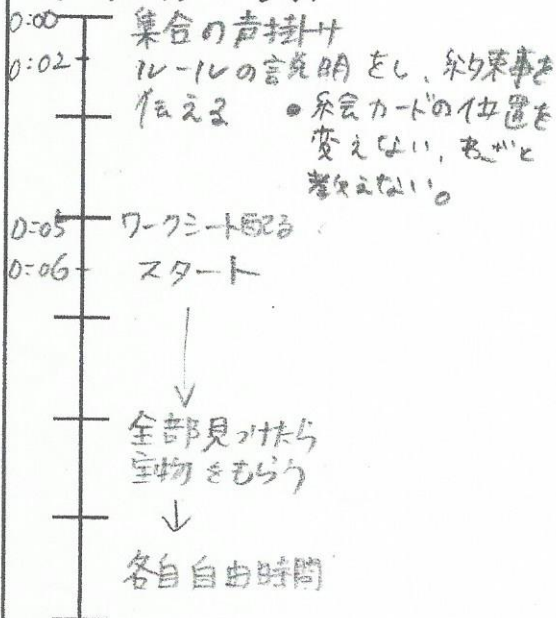 0:00 集合の声掛け
0:02 ルールの説明をし、約束事を
伝える ・絵カードの位置を
変えない、わざと
教えない。
0:05 ワークシート配る
0:06 スタート
↓
全部見つけたら
宝物をもらう
↓
各自自由時間